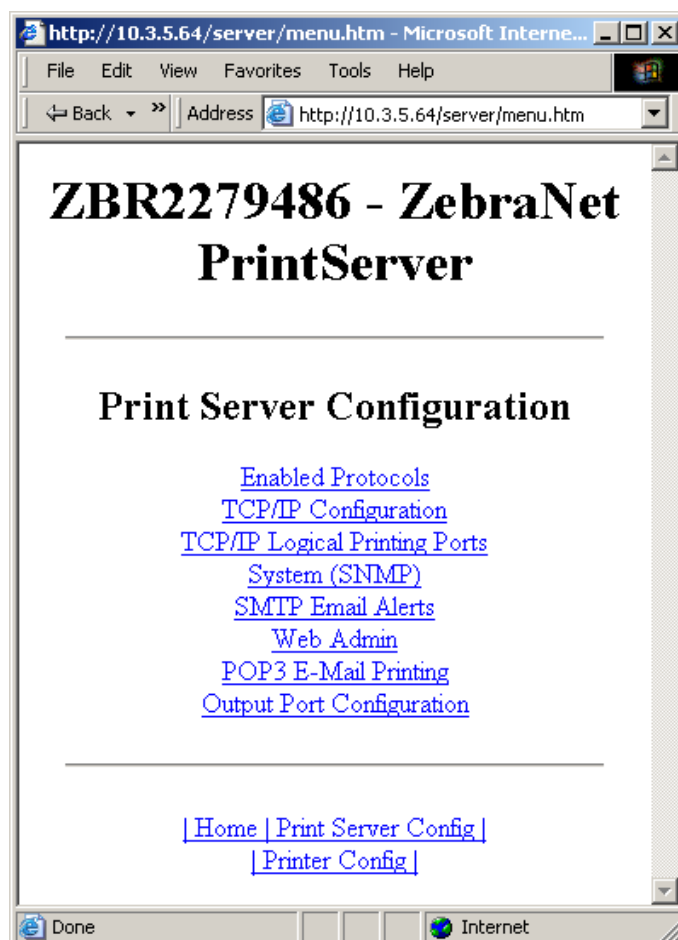 http://10.3.5.64/server/menu.htm - Microsoft Interne...
File Edit View Favorites Tools Help
Back » Address http://10.3.5.64/server/menu.htm
ZBR2279486 - ZebraNet
PrintServer
Print Server Configuration
Enabled Protocols
TCP/IP Configuration
TCP/IP Logical Printing Ports
System (SNMP)
SMTP Email Alerts
Web Admin
POP3 E-Mail Printing
Output Port Configuration
| Home | Print Server Config |
| Printer Config |
Done Internet